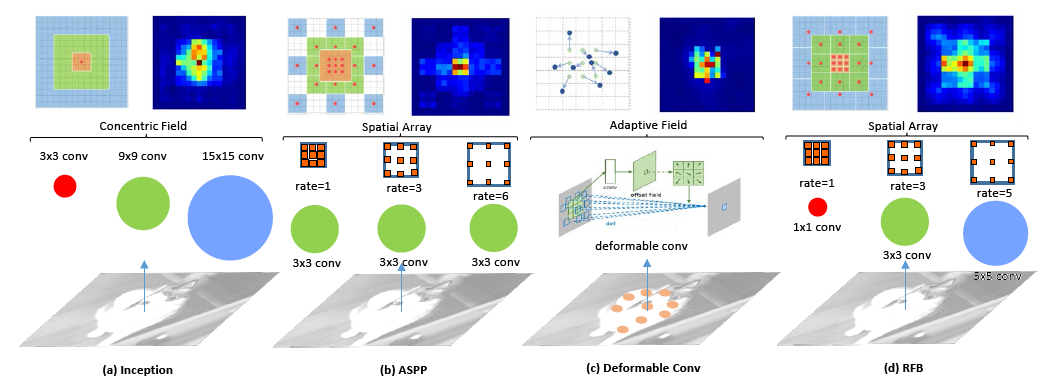 Concentric Field
3x3 conv
9x9 conv
15x15 conv
(a) Inception
Spatial Array
rate=1
rate=3
rate=6
3x3 conv
3x3 conv
3x3 conv
(b) ASPP
Adaptive Field
conv
offset field
deformable conv
(c) Deformable Conv
Spatial Array
rate=1
rate=3
rate=5
1x1 conv
3x3 conv
5x5 conv
(d) RFB